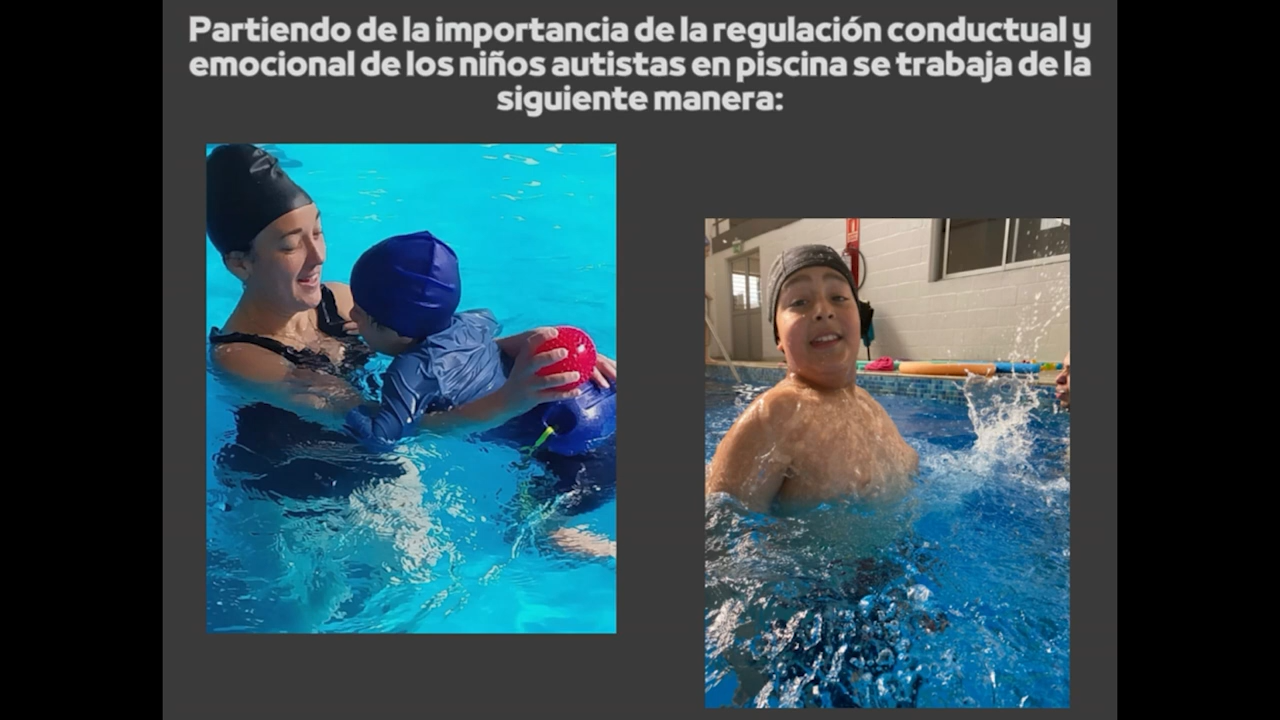 Partiendo de la importancia de la regulación conductual y
emocional de los niños autistas en piscina se trabaja de la
siguiente manera: